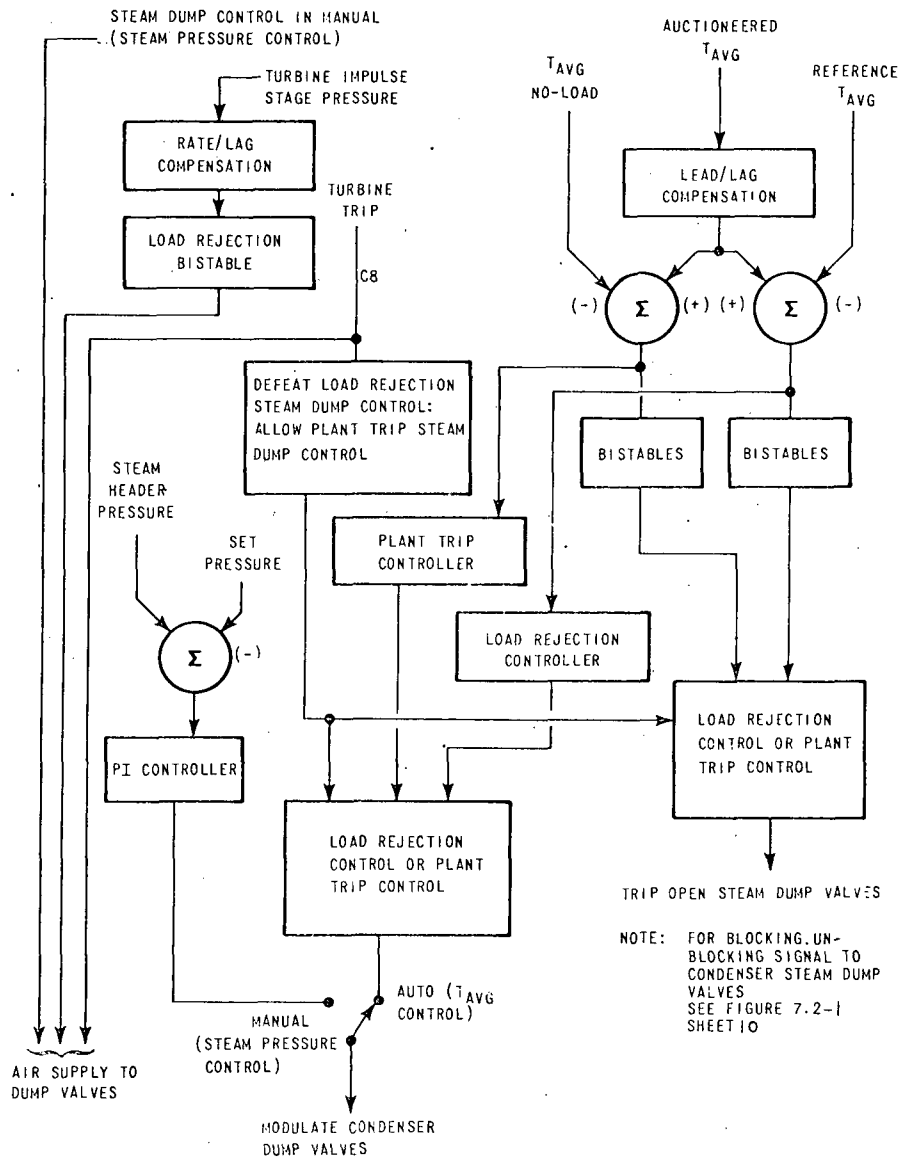 STEAM DUMP CONTROL IN MANUAL
(STEAM PRESSURE CONTROL)
TURBINE IMPULSE
STAGE PRESSURE
RATE/LAG
COMPENSATION
LOAD REJECTION
BISTABLE
TURBINE
TRIP
C8
AUCTIONEERED
TAVG
TAVG
NO-LOAD
REFERENCE
TAVG
LEAD/LAG
COMPENSATION
(-) Σ (+) (+) Σ (-)
DEFEAT LOAD REJECTION
STEAM DUMP CONTROL:
ALLOW PLANT TRIP STEAM
DUMP CONTROL
BISTABLES
BISTABLES
STEAM
HEADER
PRESSURE
SET
PRESSURE
PLANT TRIP
CONTROLLER
Σ (-)
LOAD REJECTION
CONTROLLER
PI CONTROLLER
LOAD REJECTION
CONTROL OR PLANT
TRIP CONTROL
LOAD REJECTION
CONTROL OR PLANT
TRIP CONTROL
TRIP OPEN STEAM DUMP VALVES
NOTE: FOR BLOCKING.UN-
BLOCKING SIGNAL TO
CONDENSER STEAM DUMP
VALVES
SEE FIGURE 7.2-1
SHEET 10
AUTO (TAVG
CONTROL)
MANUAL
(STEAM PRESSURE
CONTROL)
AIR SUPPLY TO
DUMP VALVES
MODULATE CONDENSER
DUMP VALVES